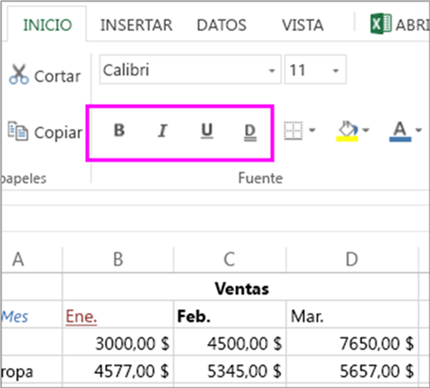 INICIO INSERTAR DATOS VISTA ABRI
Cortar Calibri 11
Copiar B I U D A
papeles Fuente
A B C D
Ventas
Mes Ene. Feb. Mar.
3000,00 $ 4500,00 $ 7650,00 $
ropa 4577,00 $ 5345,00 $ 5657,00 $